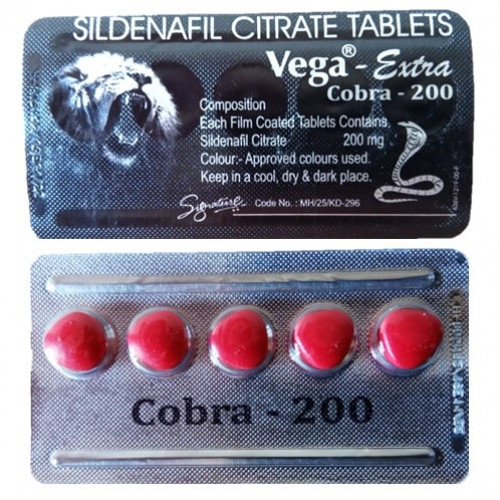 SILDENAFIL CITRATE TABLETS
Vega®-Extra
Cobra - 200
Composition
Each Film Coated Tablets Contains
Sildenafil Citrate 200 mg
Colour:- Approved colours used.
Keep in a cool, dry & dark place.
Signature
Code No. : MH/25/KD-296
Cobra - 200